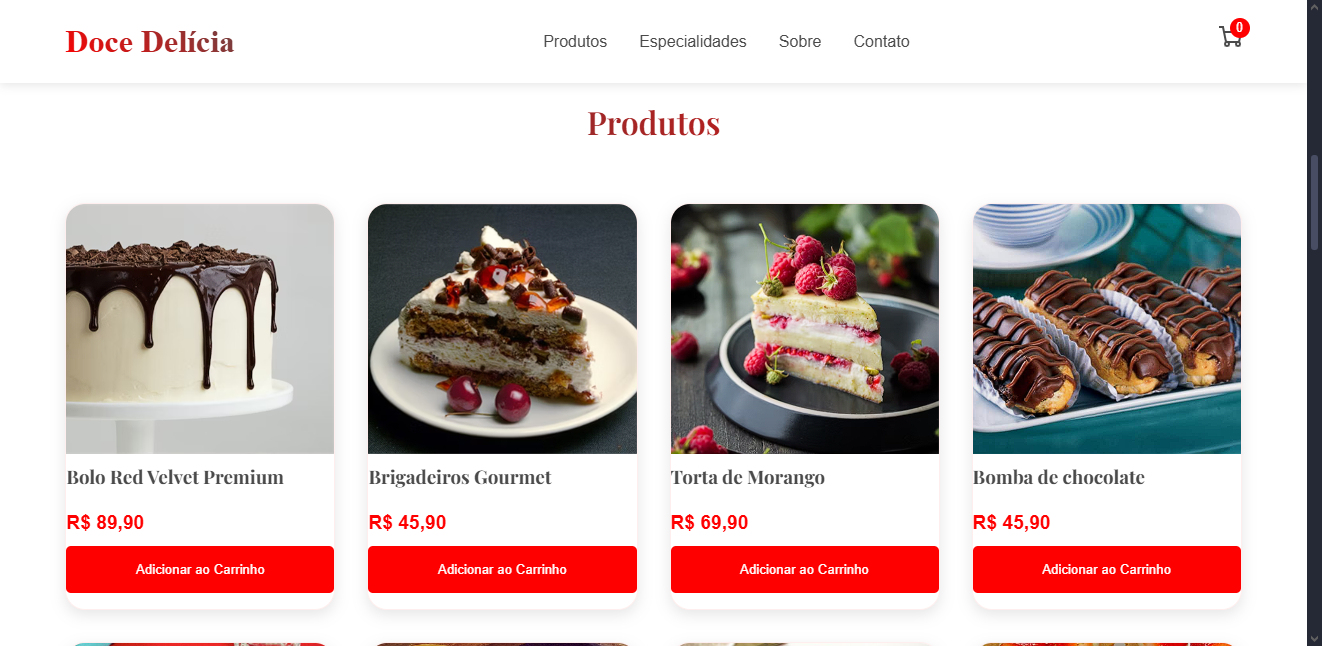 Doce Delícia
Produtos
Especialidades
Sobre
Contato
0
Produtos
Bolo Red Velvet Premium
R$ 89,90
Adicionar ao Carrinho
Brigadeiros Gourmet
R$ 45,90
Adicionar ao Carrinho
Torta de Morango
R$ 69,90
Adicionar ao Carrinho
Bomba de chocolate
R$ 45,90
Adicionar ao Carrinho